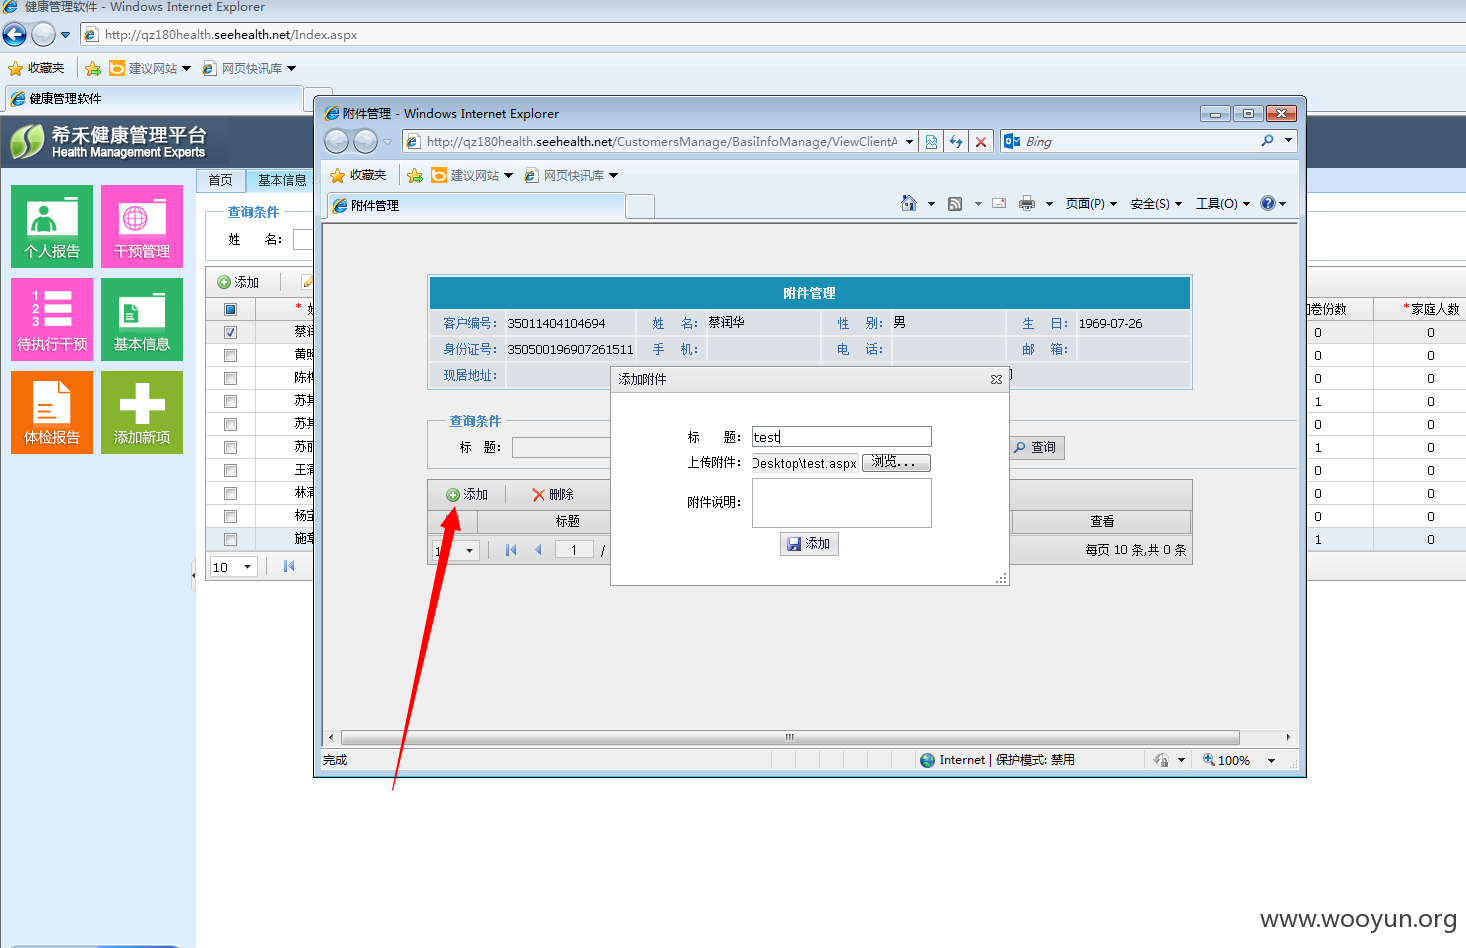 健康管理软件 - Windows Internet Explorer
http://qz180health.seehealth.net/Index.aspx
收藏夹 建议网站 网页快讯库
健康管理软件
希禾健康管理平台
Health Management Experts
首页 基本信息
个人报告 干预管理
待执行干预 基本信息
体检报告 添加新项
查询条件
姓 名:
添加
*
蔡
黄
陈
苏
苏
苏
王
林
杨
施
10
卷份数 *家庭人数
0 0
0 0
0 0
1 0
0 0
1 0
0 0
0 0
0 0
1 0
附件管理 - Windows Internet Explorer
http://qz180health.seehealth.net/CustomersManage/BasiInfoManage/ViewClientA
Bing
收藏夹 建议网站 网页快讯库
附件管理
页面(P) 安全(S) 工具(O)
附件管理
客户编号: 35011404104694 姓 名: 蔡润华 性 别: 男 生 日: 1969-07-26
身份证号: 350500196907261511 手 机: 电 话: 邮 箱:
现居地址:
查询条件
标 题: 查询
添加 删除
标题 查看
1 / 每页 10 条,共 0 条
添加附件
标 题: test
上传附件: Desktop\test.aspx 浏览...
附件说明:
添加
完成 Internet | 保护模式: 禁用 100%
www.wooyun.org